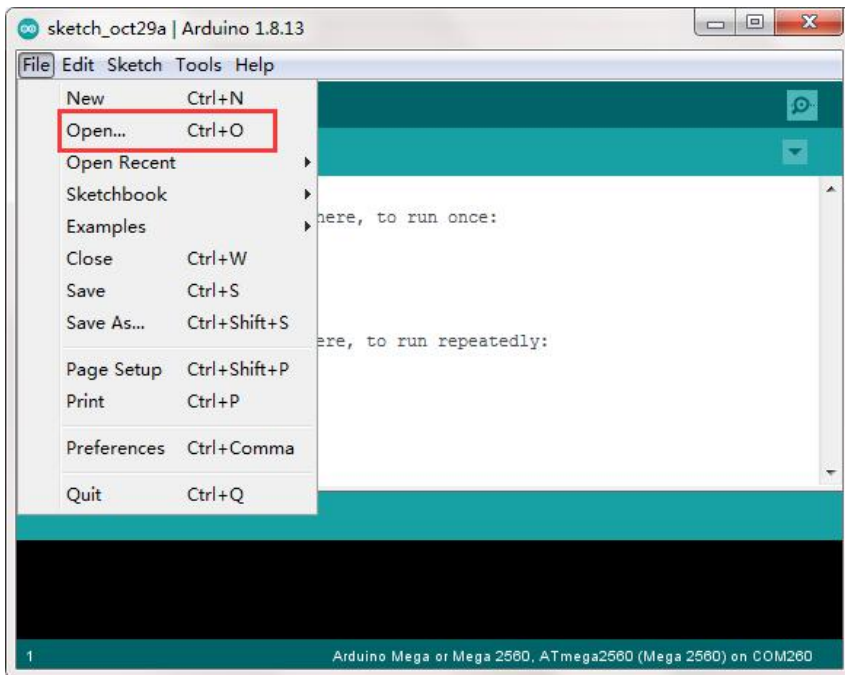 sketch_oct29a | Arduino 1.8.13
File Edit Sketch Tools Help
New Ctrl+N
Open... Ctrl+O
Open Recent
Sketchbook
here, to run once:
Examples
Close Ctrl+W
Save Ctrl+S
Save As... Ctrl+Shift+S
ere, to run repeatedly:
Page Setup Ctrl+Shift+P
Print Ctrl+P
Preferences Ctrl+Comma
Quit Ctrl+Q
1 Arduino Mega or Mega 2560, ATmega2560 (Mega 2560) on COM260